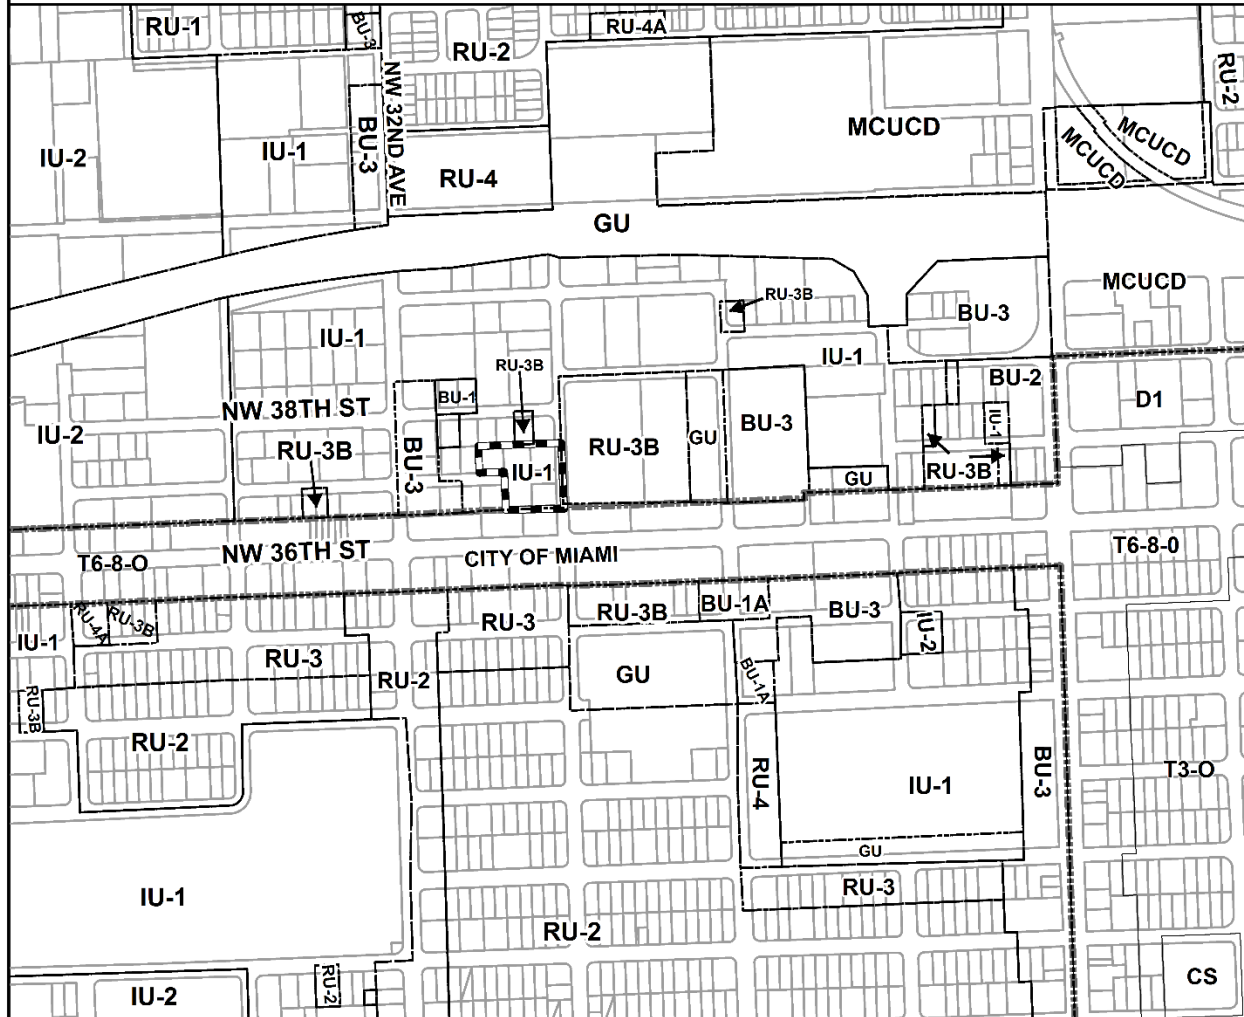 RU-1
BU-3
RU-2
RU-4A
RU-2
NW 32ND AVE
IU-2
IU-1
BU-3
RU-4
MCUCD
MCUCD
MCUCD
GU
MCUCD
RU-3B
BU-3
IU-1
IU-1
RU-3B
BU-1
BU-2
D1
NW 38TH ST
IU-2
RU-3B
BU-3
IU-1
RU-3B
GU
BU-3
GU
IU-1
RU-3B
NW 36TH ST
CITY OF MIAMI
T6-8-O
T6-8-0
RU-4A
RU-3B
IU-1
RU-3
RU-3B
BU-1A
BU-3
IU-2
RU-3
RU-2
GU
BU-1A
RU-3B
RU-2
RU-4
IU-1
BU-3
T3-O
GU
IU-1
RU-3
RU-2
IU-2
RU-2
CS